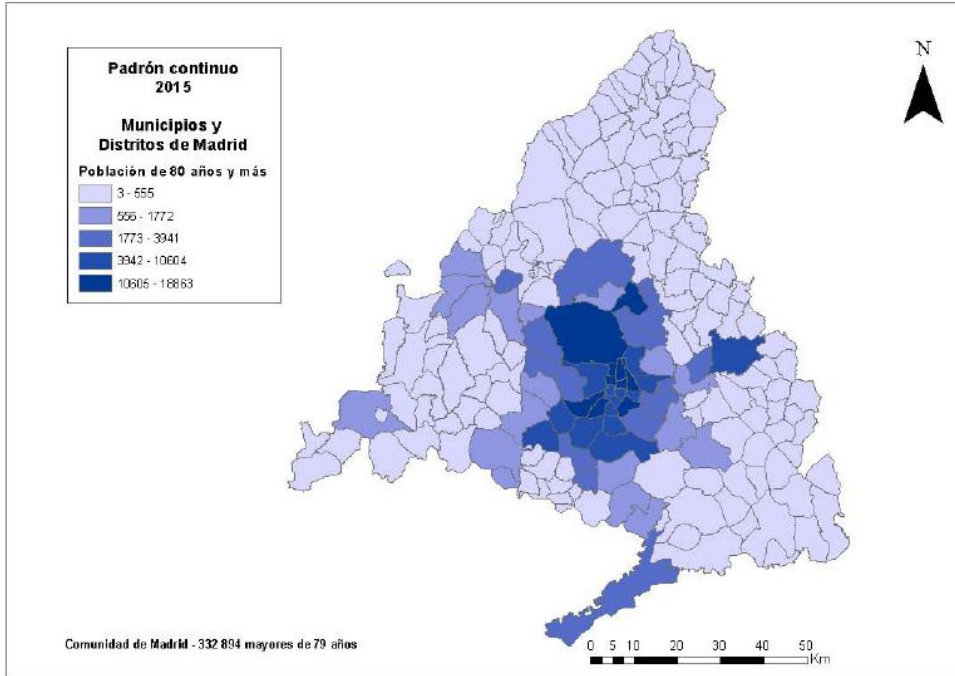 Padrón continuo
2015
Municipios y
Distritos de Madrid
Población de 80 años y más
3 - 555
556 - 1772
1773 - 3941
3942 - 10604
10605 - 18863
N
Comunidad de Madrid - 332 894 mayores de 79 años
0 5 10 20 30 40 50
Km